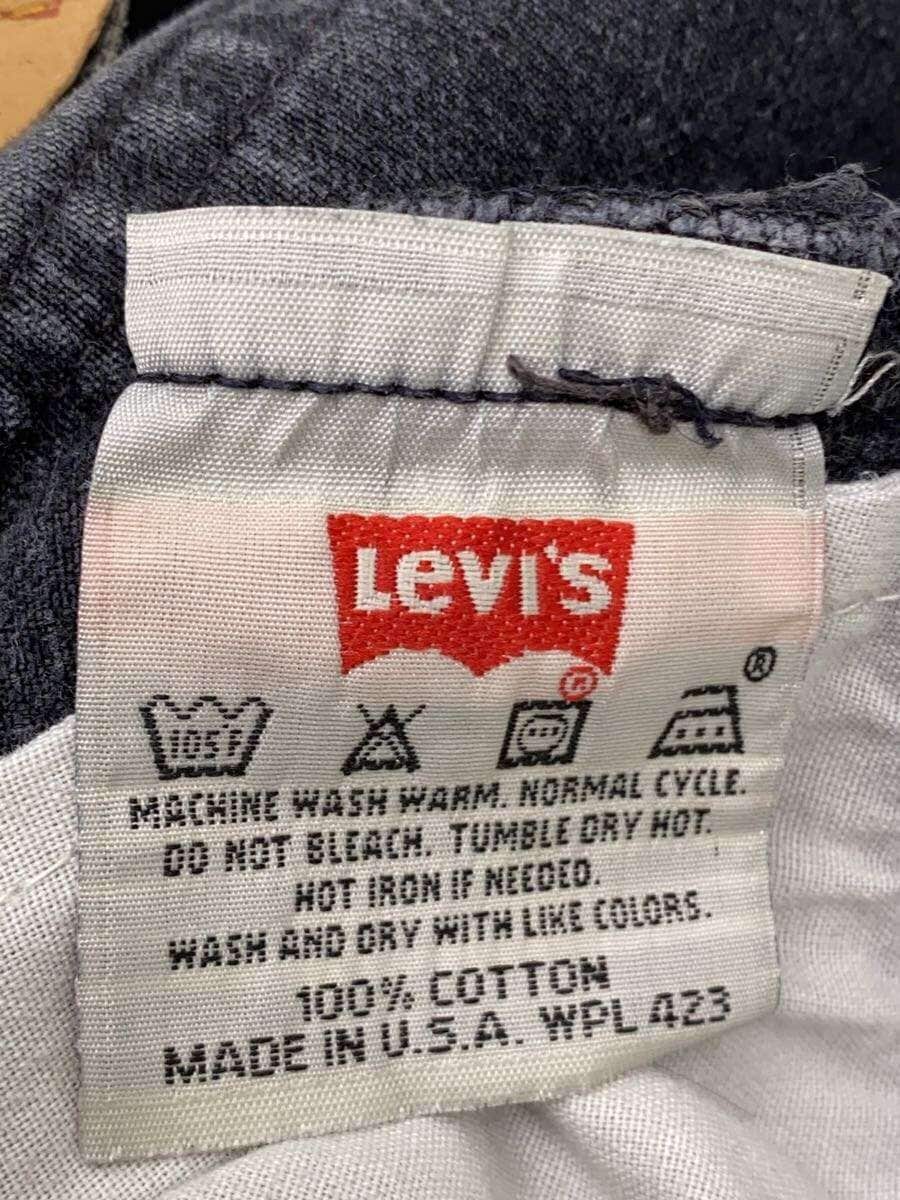 Levi's
®
®
105F
MACHINE WASH WARM. NORMAL CYCLE.
DO NOT BLEACH. TUMBLE DRY HOT.
HOT IRON IF NEEDED.
WASH AND DRY WITH LIKE COLORS.
100% COTTON
MADE IN U.S.A. WPL 423